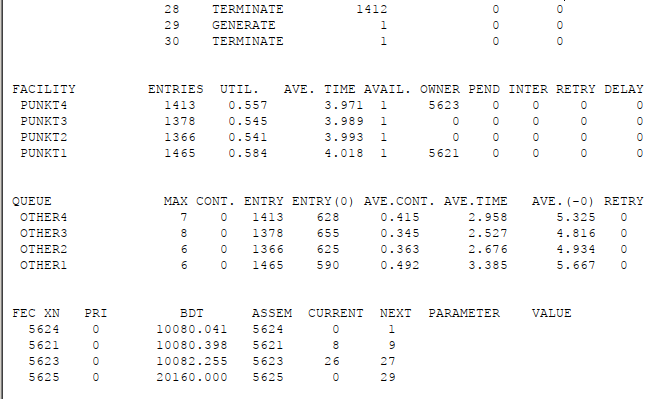 28 TERMINATE 1412 0 0
29 GENERATE 1 0 0
30 TERMINATE 1 0 0
FACILITY ENTRIES UTIL. AVE. TIME AVAIL. OWNER PEND INTER RETRY DELAY
PUNKT4 1413 0.557 3.971 1 5623 0 0 0 0
PUNKT3 1378 0.545 3.989 1 0 0 0 0 0
PUNKT2 1366 0.541 3.993 1 0 0 0 0 0
PUNKT1 1465 0.584 4.018 1 5621 0 0 0 0
QUEUE MAX CONT. ENTRY ENTRY(0) AVE.CONT. AVE.TIME AVE.(-0) RETRY
OTHER4 7 0 1413 628 0.415 2.958 5.325 0
OTHER3 8 0 1378 655 0.345 2.527 4.816 0
OTHER2 6 0 1366 625 0.363 2.676 4.934 0
OTHER1 6 0 1465 590 0.492 3.385 5.667 0
FEC XN PRI BDT ASSEM CURRENT NEXT PARAMETER VALUE
5624 0 10080.041 5624 0 1
5621 0 10080.398 5621 8 9
5623 0 10082.255 5623 26 27
5625 0 20160.000 5625 0 29